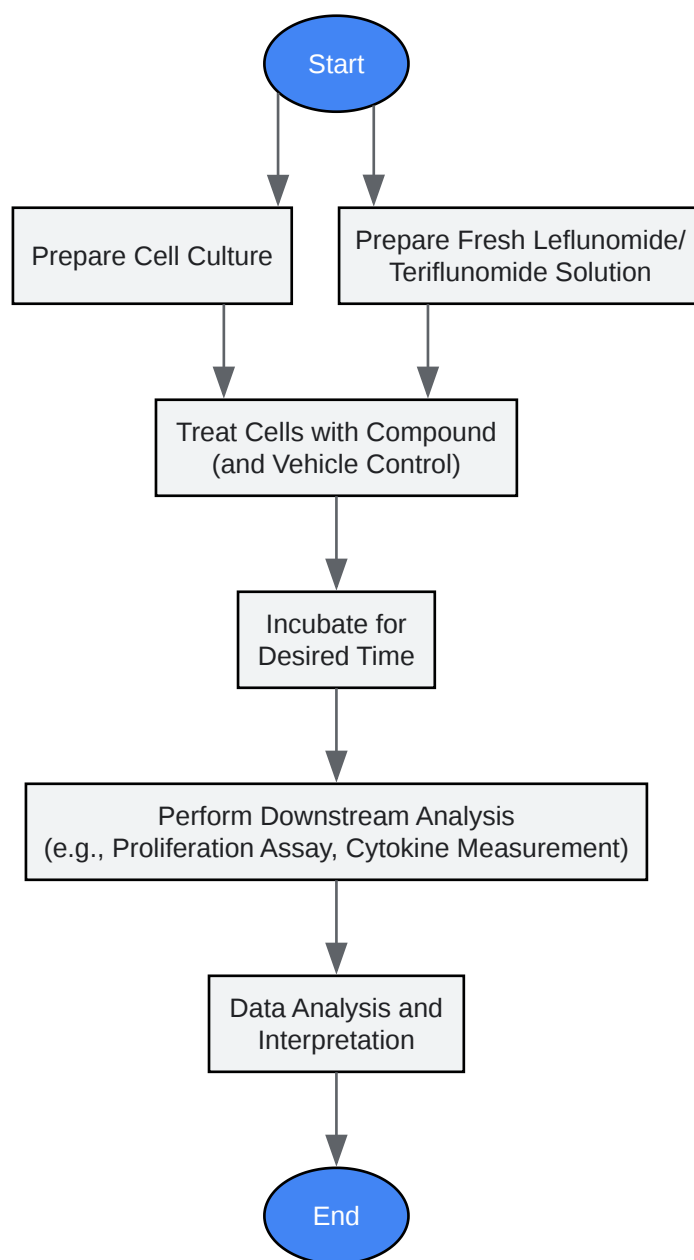 Start
Prepare Cell Culture
Prepare Fresh Leflunomide/
Teriflunomide Solution
Treat Cells with Compound
(and Vehicle Control)
Incubate for
Desired Time
Perform Downstream Analysis
(e.g., Proliferation Assay, Cytokine Measurement)
Data Analysis and
Interpretation
End